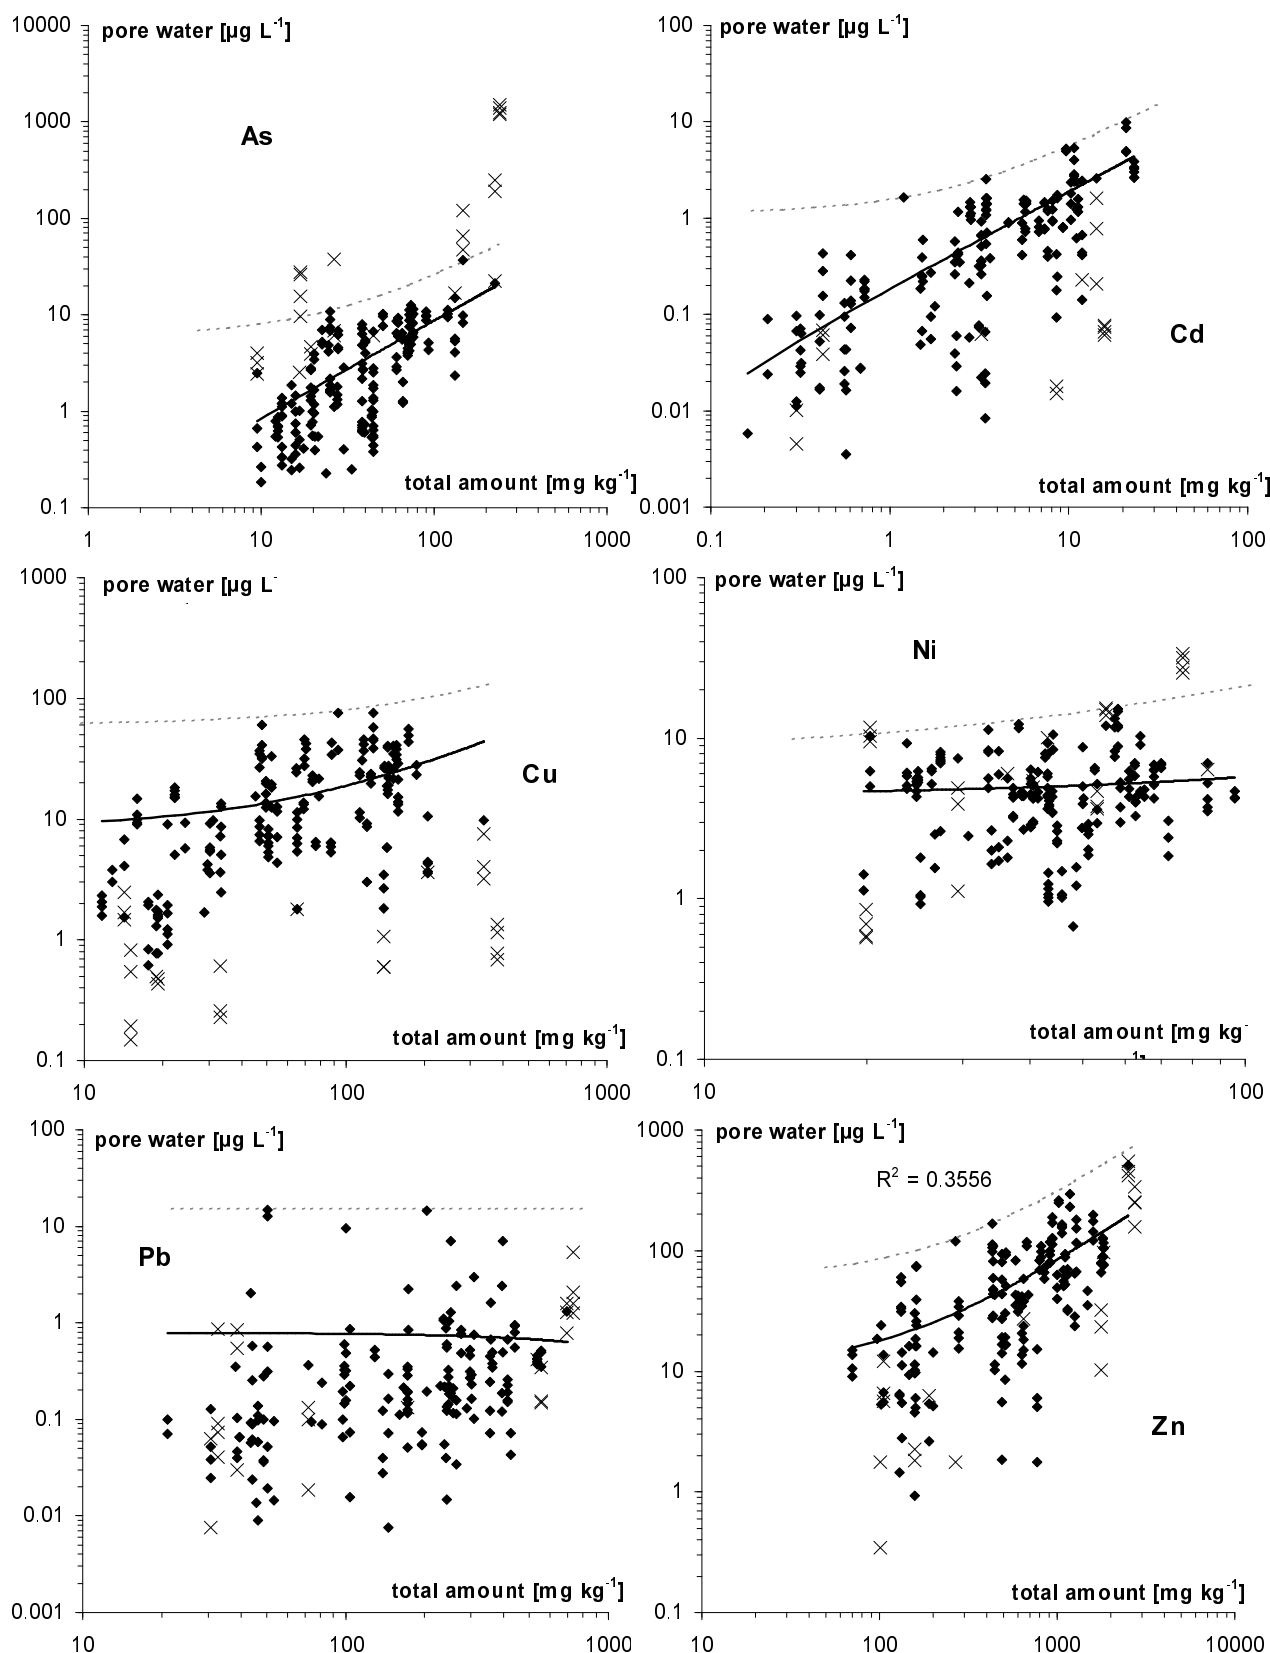 pore water [µg L-1]
10000
1000
100
10
1
0.1
As
total amount [mg kg-1]
1 10 100 1000
pore water [µg L-1]
100
10
1
0.1
0.01
0.001
Cd
total amount [mg kg-1]
0.1 1 10 100
pore water [µg L-
1000
100
10
1
0.1
Cu
total amount [mg kg-1]
10 100 1000
pore water [µg L-1]
100
10
1
0.1
Ni
total amount [mg kg-
1]
10 100
pore water [µg L-1]
100
10
1
0.1
0.01
0.001
Pb
total amount [mg kg-1]
10 100 1000
pore water [µg L-1]
1000
100
10
1
0.1
R2 = 0.3556
Zn
total amount [mg kg-1]
10 100 1000 10000